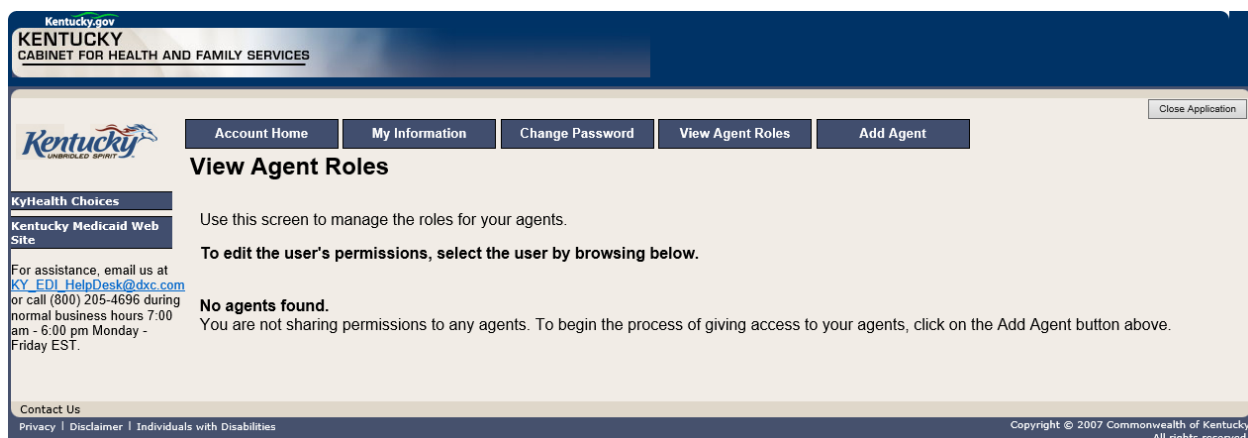 Kentucky.gov
KENTUCKY
CABINET FOR HEALTH AND FAMILY SERVICES
Close Application
Kentucky
UNBRIDLED SPIRIT
Account Home
My Information
Change Password
View Agent Roles
Add Agent
View Agent Roles
KyHealth Choices
Kentucky Medicaid Web
Site
For assistance, email us at
KY_EDI_HelpDesk@dxc.com
or call (800) 205-4696 during
normal business hours 7:00
am - 6:00 pm Monday -
Friday EST.
Use this screen to manage the roles for your agents.
To edit the user's permissions, select the user by browsing below.
No agents found.
You are not sharing permissions to any agents. To begin the process of giving access to your agents, click on the Add Agent button above.
Contact Us
Privacy | Disclaimer | Individuals with Disabilities
Copyright © 2007 Commonwealth of Kentucky
All rights reserved.